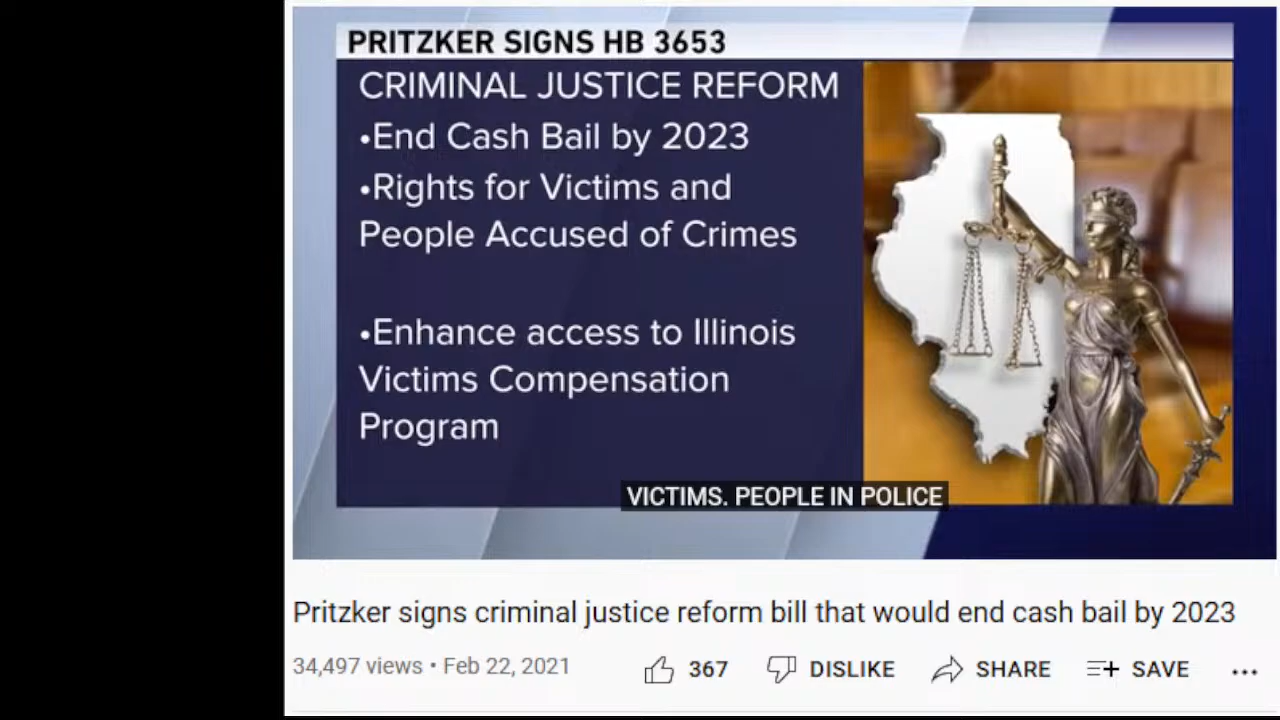 PRITZKER SIGNS HB 3653
CRIMINAL JUSTICE REFORM
•End Cash Bail by 2023
•Rights for Victims and
People Accused of Crimes
•Enhance access to Illinois
Victims Compensation
Program
VICTIMS. PEOPLE IN POLICE
Pritzker signs criminal justice reform bill that would end cash bail by 2023
34,497 views • Feb 22, 2021 367 DISLIKE SHARE SAVE ...